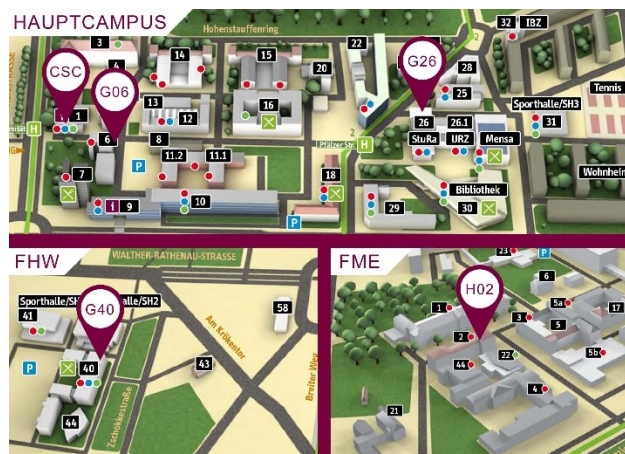 HAUPTCAMPUS
Hohenstauffenring
CSC
G06
G26
3
4
14
15
20
22
32
IBZ
28
25
Tennis
1
13
12
16
26
26.1
Sporthalle/SH3
31
StuRa
URZ
Mensa
H
6
8
Pfälzer Str.
H
2
2
7
P
11.2
11.1
18
Bibliothek
Wohnheim
i
9
10
29
30
P
FHW
WALTHER-RATHENAU-STRASSE
G40
Sporthalle/SH
alle/SH2
41
58
Am Krökentor
Breiter Weg
P
40
43
44
Zschokkestraße
FME
H02
23
P
6
1
5a
3
17
2
5
44
22
5b
4
21